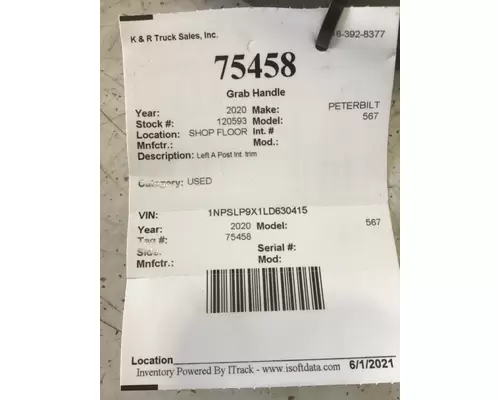 K & R Truck Sales, Inc. 6-392-8377
75458
Grab Handle
Year: 2020 Make: PETERBILT
Stock #: 120593 Model: 567
Location: SHOP FLOOR Int. #
Mnfctr.: Mod.:
Description: Left A Post Int. trim
Category: USED
VIN: 1NPSLP9X1LD630415
Year: 2020 Model: 567
Tag #: 75458
Side: Serial #:
Mnfctr.: Mod:
Location
Inventory Powered By ITrack - www.isoftdata.com 6/1/2021